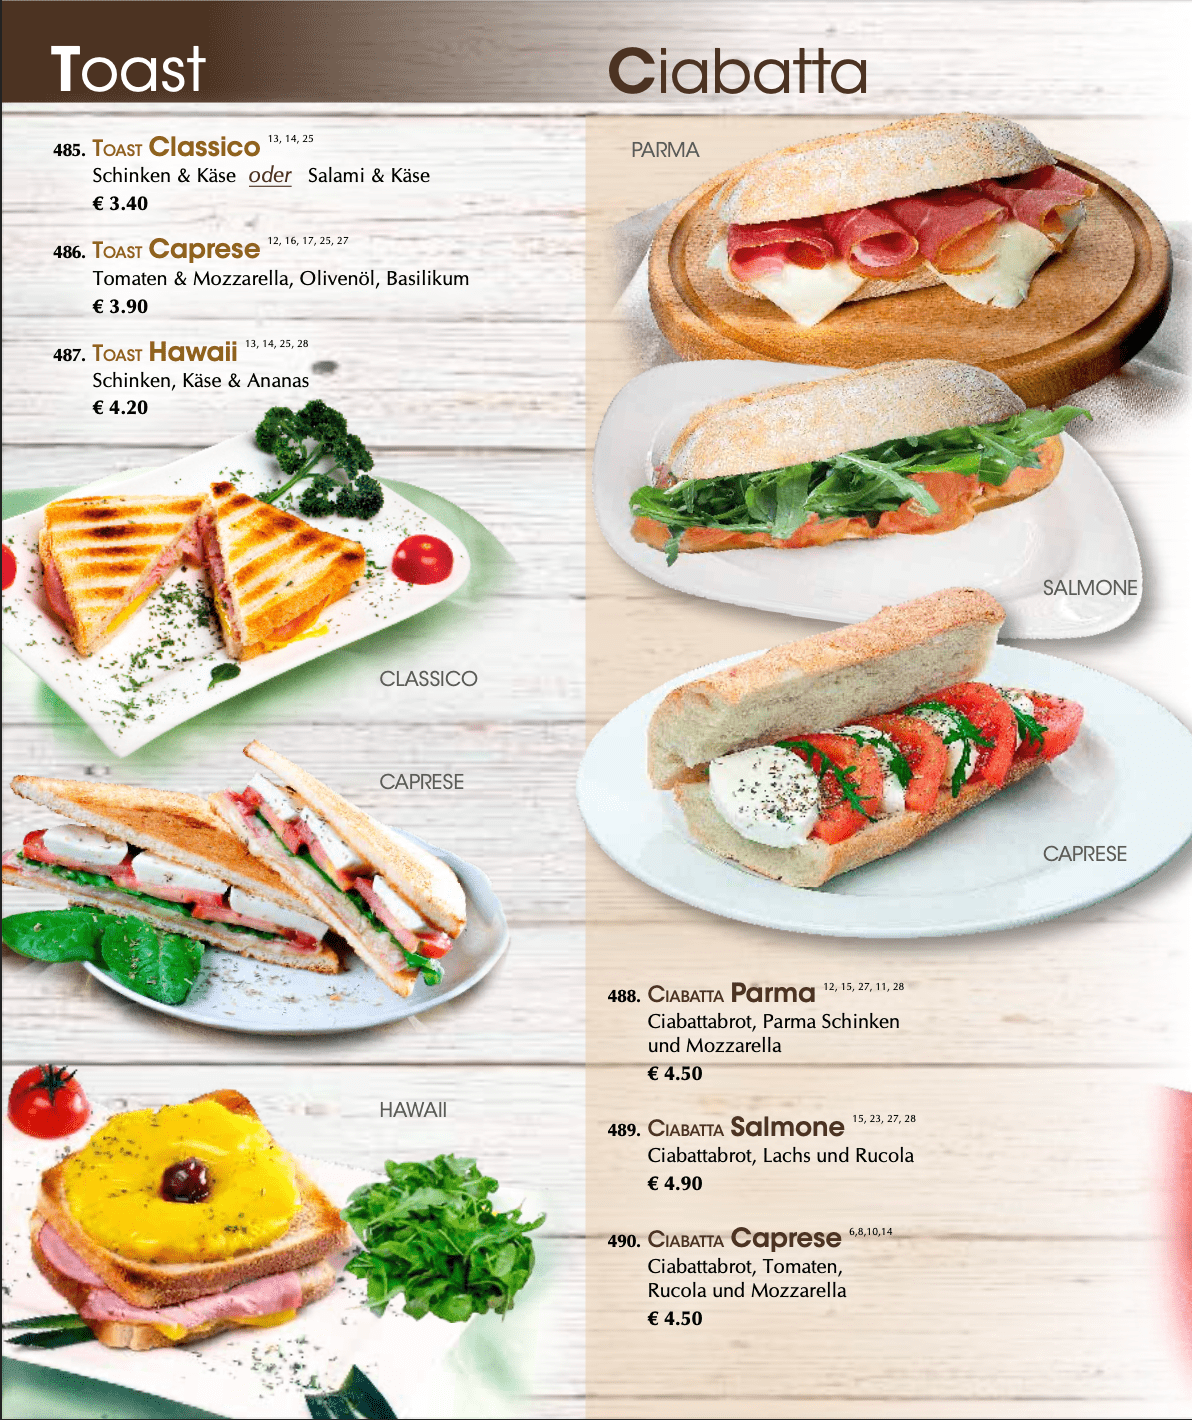 Toast
485. Toast Classico 13, 14, 25
Schinken & Käse oder Salami & Käse
€ 3.40
486. Toast Caprese 12, 16, 17, 25, 27
Tomaten & Mozzarella, Olivenöl, Basilikum
€ 3.90
487. Toast Hawaii 13, 14, 25, 28
Schinken, Käse & Ananas
€ 4.20
CLASSICO
CAPRESE
HAWAII
Ciabatta
PARMA
SALMONE
CAPRESE
488. Ciabatta Parma 12, 15, 27, 11, 28
Ciabattabrot, Parma Schinken
und Mozzarella
€ 4.50
489. Ciabatta Salmone 15, 23, 27, 28
Ciabattabrot, Lachs und Rucola
€ 4.90
490. Ciabatta Caprese 6,8,10,14
Ciabattabrot, Tomaten,
Rucola und Mozzarella
€ 4.50